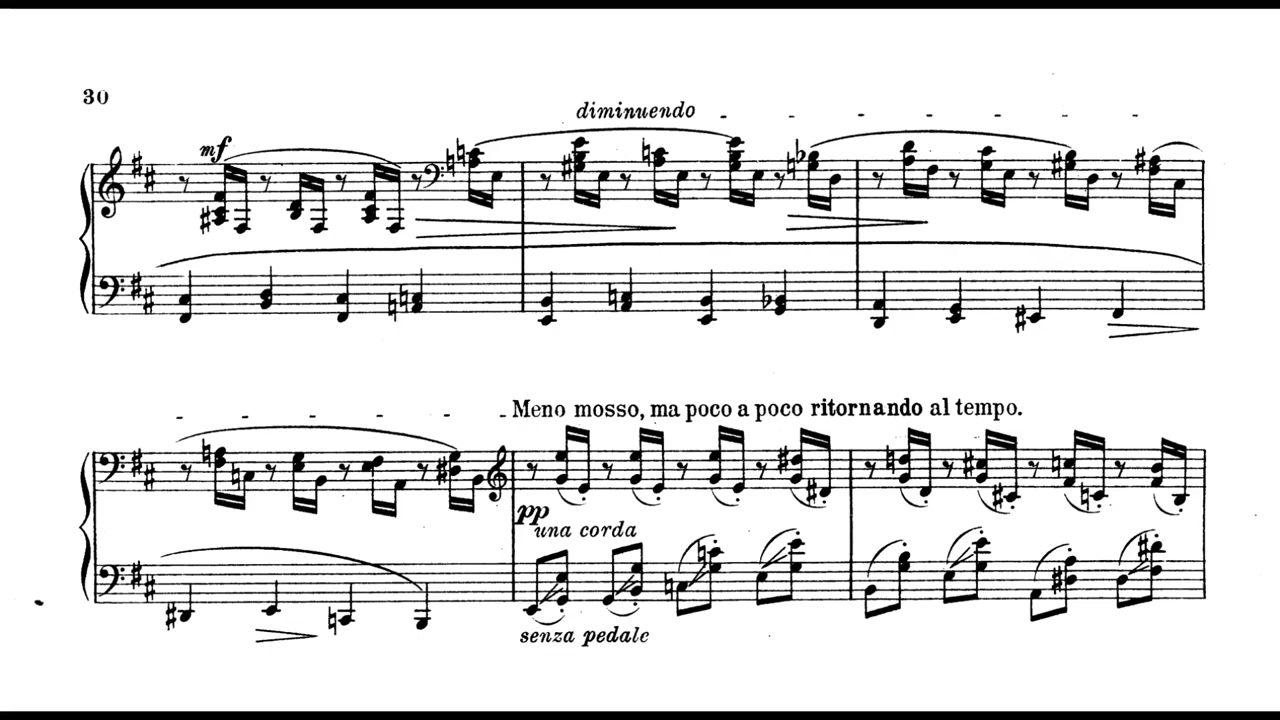 30
diminuendo
mf
Meno mosso, ma poco a poco ritornando al tempo.
pp
una corda
senza pedale